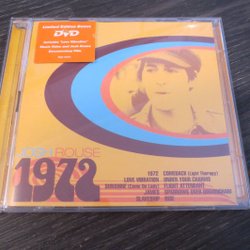 Limited Edition Bonus
DVD
JOSH ROUSE
1972
1972 COMEBACK (Light Therapy)
LOVE VIBRATION UNDER YOUR CHARMS
SUNSHINE (Come On Lady) FLIGHT ATTENDANT
JAMES SPARROWS OVER BIRMINGHAM
SLAVESHIP RISE